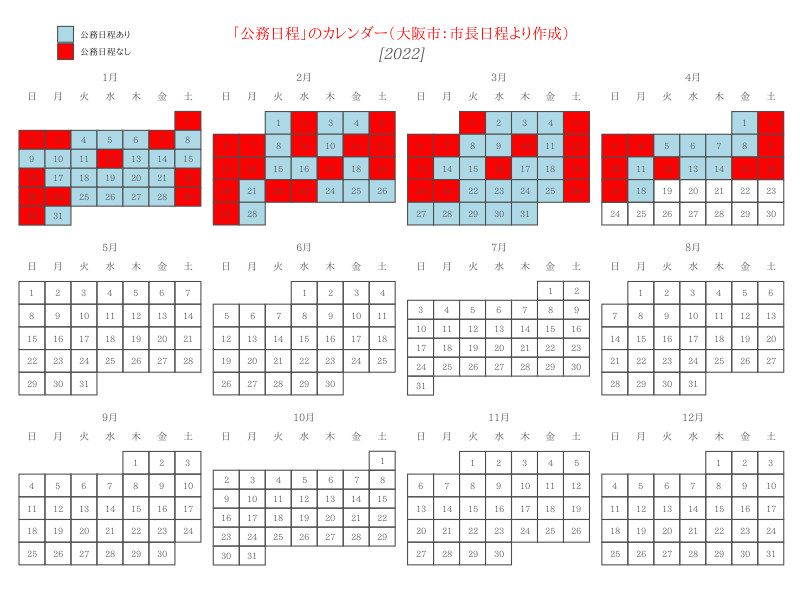 公務日程あり
公務日程なし
「公務日程」のカレンダー（大阪市：市長日程より作成）
[2022]
1月
日 月 火 水 木 金 土
1
2 3 4 5 6 7 8
9 10 11 12 13 14 15
16 17 18 19 20 21 22
23 24 25 26 27 28 29
30 31
2月
日 月 火 水 木 金 土
1 2 3 4 5
6 7 8 9 10 11 12
13 14 15 16 17 18 19
20 21 22 23 24 25 26
27 28
3月
日 月 火 水 木 金 土
1 2 3 4 5
6 7 8 9 10 11 12
13 14 15 16 17 18 19
20 21 22 23 24 25 26
27 28 29 30 31
4月
日 月 火 水 木 金 土
1 2
3 4 5 6 7 8 9
10 11 12 13 14 15 16
17 18 19 20 21 22 23
24 25 26 27 28 29 30
5月
日 月 火 水 木 金 土
1 2 3 4 5 6 7
8 9 10 11 12 13 14
15 16 17 18 19 20 21
22 23 24 25 26 27 28
29 30 31
6月
日 月 火 水 木 金 土
1 2 3 4
5 6 7 8 9 10 11
12 13 14 15 16 17 18
19 20 21 22 23 24 25
26 27 28 29 30
7月
日 月 火 水 木 金 土
1 2
3 4 5 6 7 8 9
10 11 12 13 14 15 16
17 18 19 20 21 22 23
24 25 26 27 28 29 30
31
8月
日 月 火 水 木 金 土
1 2 3 4 5 6
7 8 9 10 11 12 13
14 15 16 17 18 19 20
21 22 23 24 25 26 27
28 29 30 31
9月
日 月 火 水 木 金 土
1 2 3
4 5 6 7 8 9 10
11 12 13 14 15 16 17
18 19 20 21 22 23 24
25 26 27 28 29 30
10月
日 月 火 水 木 金 土
1
2 3 4 5 6 7 8
9 10 11 12 13 14 15
16 17 18 19 20 21 22
23 24 25 26 27 28 29
30 31
11月
日 月 火 水 木 金 土
1 2 3 4 5
6 7 8 9 10 11 12
13 14 15 16 17 18 19
20 21 22 23 24 25 26
27 28 29 30
12月
日 月 火 水 木 金 土
1 2 3
4 5 6 7 8 9 10
11 12 13 14 15 16 17
18 19 20 21 22 23 24
25 26 27 28 29 30 31